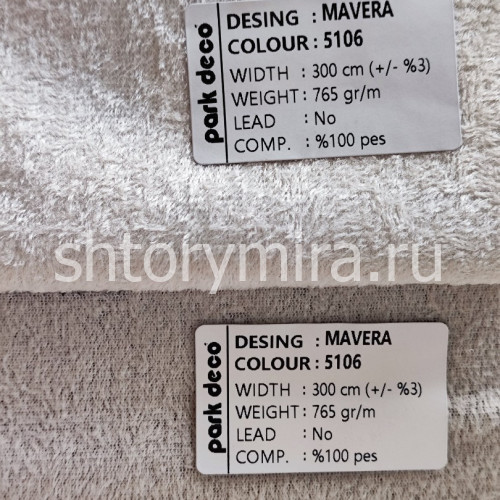 park deco
DESING : MAVERA
COLOUR : 5106
WIDTH : 300 cm (+/- %3)
WEIGHT : 765 gr/m
LEAD : No
COMP. : %100 pes
shtorymira.ru
park deco
DESING : MAVERA
COLOUR : 5106
WIDTH : 300 cm (+/- %3)
WEIGHT : 765 gr/m
LEAD : No
COMP. : %100 pes